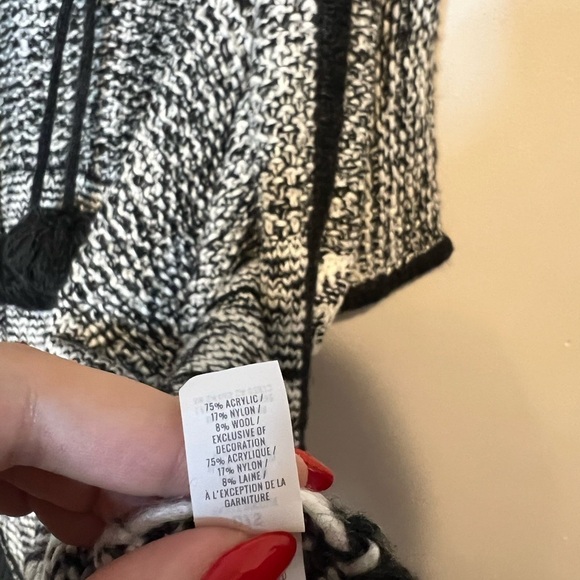 75% ACRYLIC /
17% NYLON /
8% WOOL /
EXCLUSIVE OF
DECORATION
75% ACRYLIQUE /
17% NYLON /
8% LAINE /
À L'EXCEPTION DE LA
GARNITURE